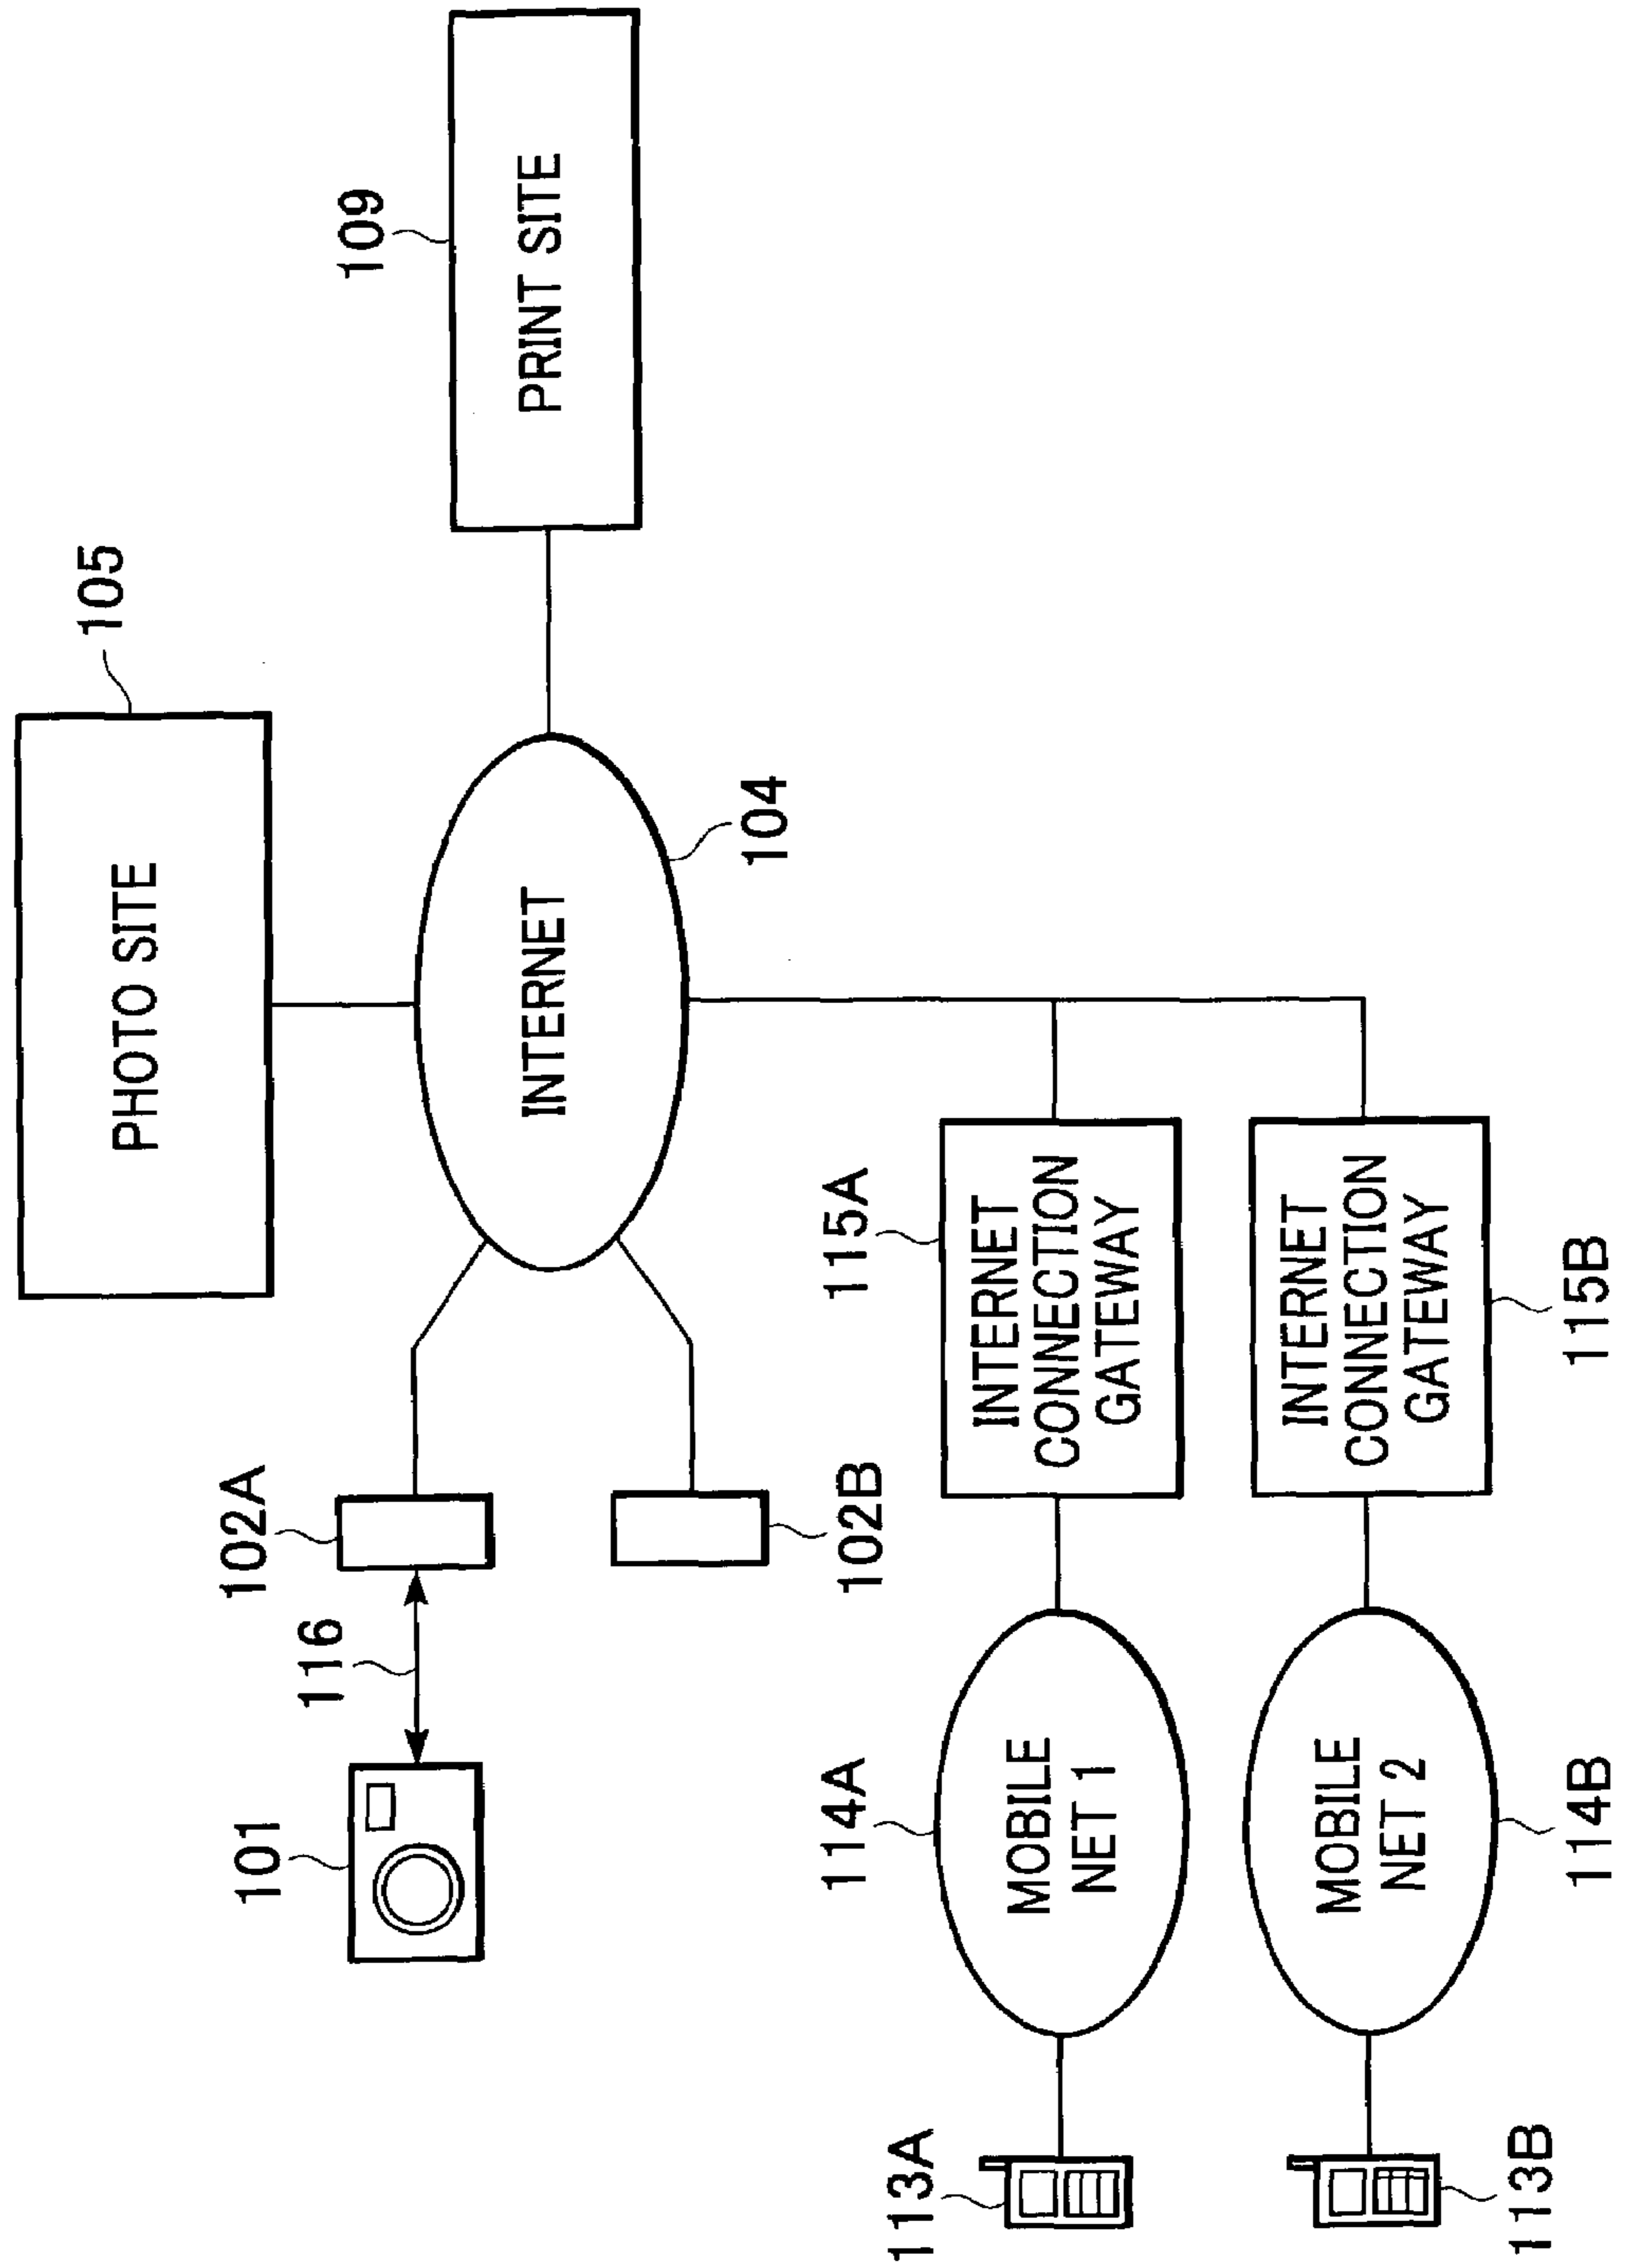 105
PHOTO SITE
109
PRINT SITE
INTERNET
104
102A
116
101
102B
115A
INTERNET
CONNECTION
GATEWAY
114A
MOBILE
NET 1
113A
INTERNET
CONNECTION
GATEWAY
115B
MOBILE
NET 2
114B
113B